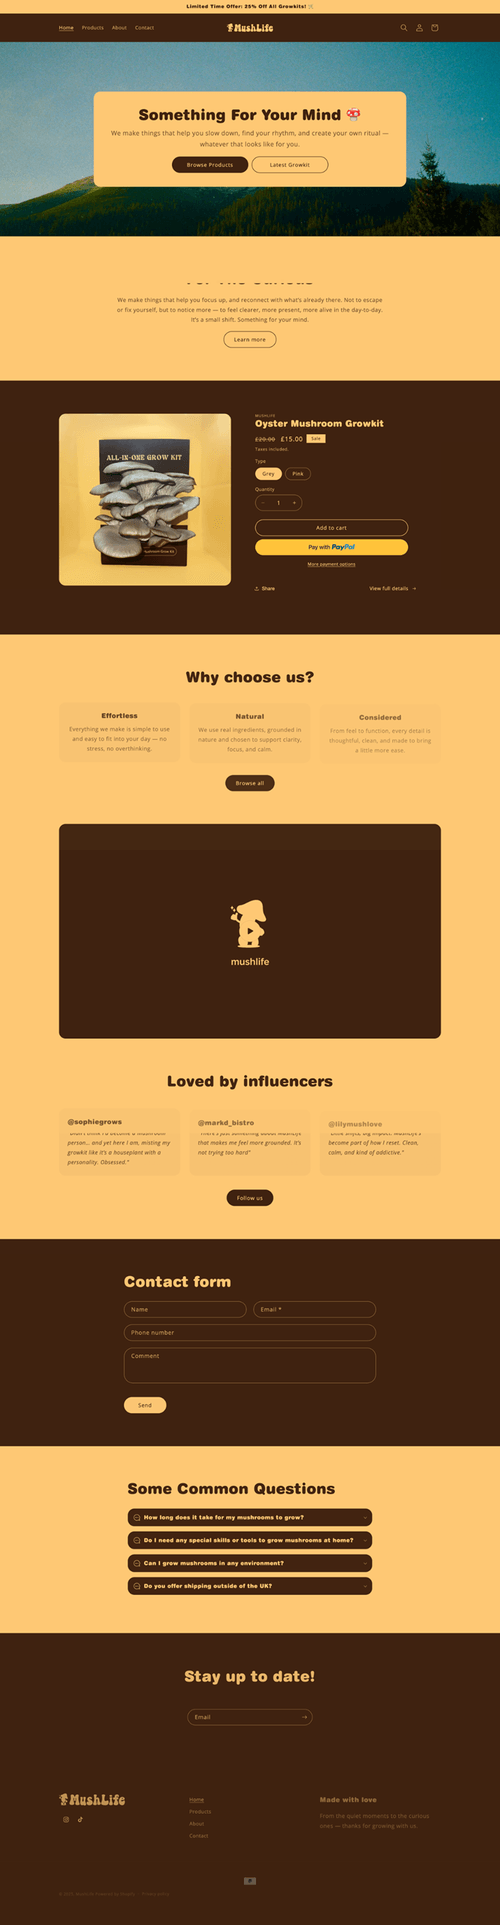 Limited Time Offer: 25% Off All Growkits!
Home Products About Contact
MushLife
Something For Your Mind
We make things that help you slow down, find your rhythm, and create your own ritual —
whatever that looks like for you.
Browse Products
Latest Growkit
For The Curious
We make things that help you focus up, and reconnect with what's already there. Not to escape
or fix yourself, but to notice more — to feel clearer, more present, more alive in the day-to-day.
It's a small shift. Something for your mind.
Learn more
ALL-IN-ONE GROW KIT
MUSHLIFE
Oyster Mushroom Growkit
£20.00 £15.00 Sale
Taxes included.
Type
Grey Pink
Quantity
− 1 +
Add to cart
Pay with PayPal
More payment options
Share
View full details →
Why choose us?
Effortless
Everything we make is simple to use
and easy to fit into your day — no
stress, no overthinking.
Natural
We use real ingredients, grounded in
nature and chosen to support clarity,
focus, and calm.
Considered
From feel to function, every detail is
thoughtful, clean, and made to bring
a little more ease.
Browse all
mushlife
Loved by influencers
@sophiegrows
"Didn't think I'd become a mushroom
person... and yet here I am, misting my
growkit like it's a houseplant with a
personality. Obsessed."
@markd_bistro
"There's just something about MushLife
that makes me feel more grounded. It's
not trying too hard"
@lilymushlove
become part of how I reset. Clean,
calm, and kind of addictive."
Follow us
Contact form
Name
Email *
Phone number
Comment
Send
Some Common Questions
How long does it take for my mushrooms to grow?
Do I need any special skills or tools to grow mushrooms at home?
Can I grow mushrooms in any environment?
Do you offer shipping outside of the UK?
Stay up to date!
Email →
MushLife
Home
Products
About
Contact
Made with love
From the quiet moments to the curious
ones — thanks for growing with us.